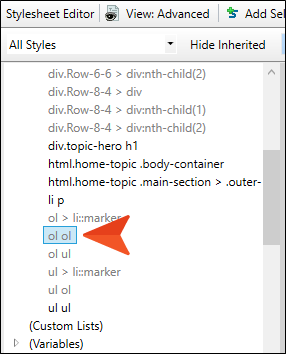 Stylesheet Editor View: Advanced Add Sel
All Styles Hide Inherited
div.Row-6-6 > div:nth-child(2)
div.Row-8-4 > div
div.Row-8-4 > div:nth-child(1)
div.Row-8-4 > div:nth-child(2)
div.topic-hero h1
html.home-topic .body-container
html.home-topic .main-section > .outer-
li p
ol > li::marker
ol ol
ol ul
ul > li::marker
ul ol
ul ul
(Custom Lists)
(Variables)